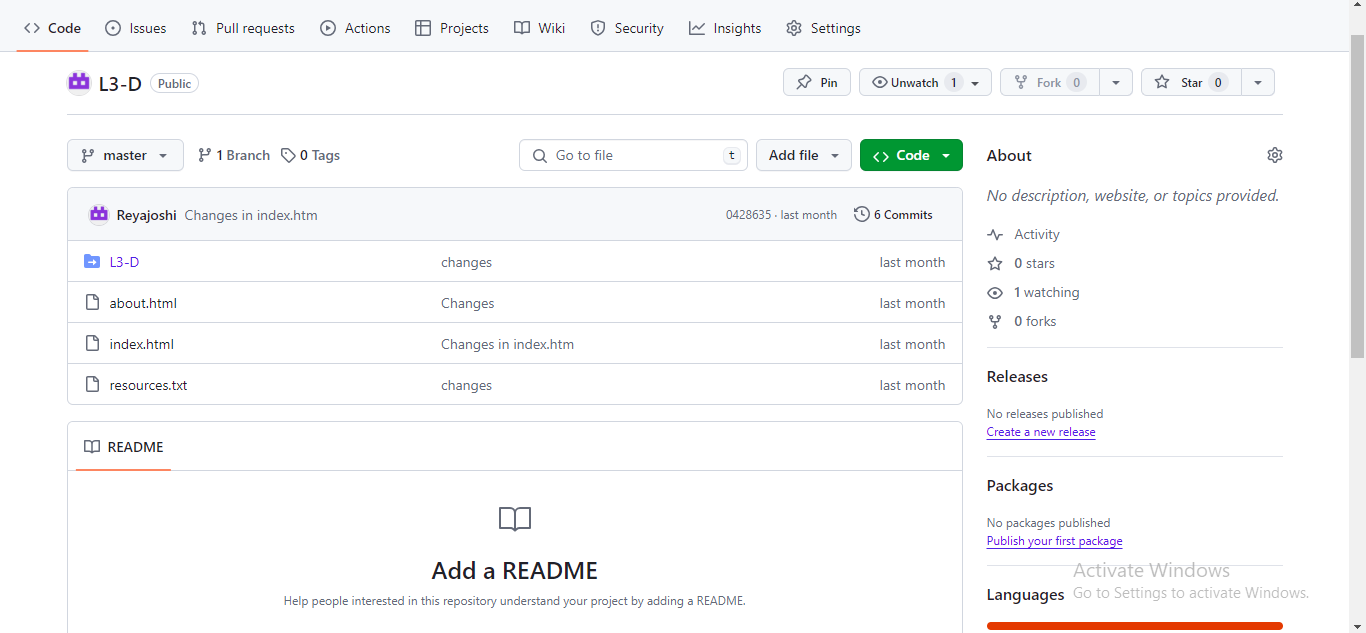 Code Issues Pull requests Actions Projects Wiki Security Insights Settings
L3-D Public Pin Unwatch 1 Fork 0 Star 0
master 1 Branch 0 Tags Go to file t Add file Code
Reyajoshi Changes in index.htm 0428635 · last month 6 Commits
L3-D changes last month
about.html Changes last month
index.html Changes in index.htm last month
resources.txt changes last month
README
Add a README
Help people interested in this repository understand your project by adding a README.
About
No description, website, or topics provided.
Activity
0 stars
1 watching
0 forks
Releases
No releases published
Create a new release
Packages
No packages published
Publish your first package
Languages
Activate Windows
Go to Settings to activate Windows.